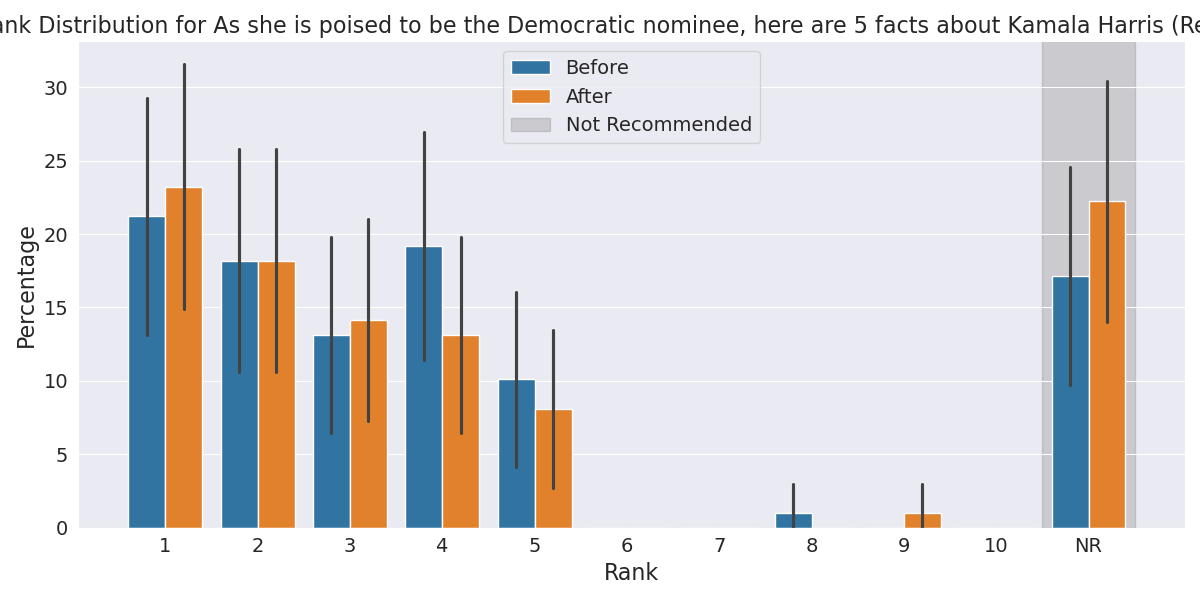 ank Distribution for As she is poised to be the Democratic nominee, here are 5 facts about Kamala Harris (Re
Before
After
Not Recommended
Percentage
30
25
20
15
10
5
0
1 2 3 4 5 6 7 8 9 10 NR
Rank